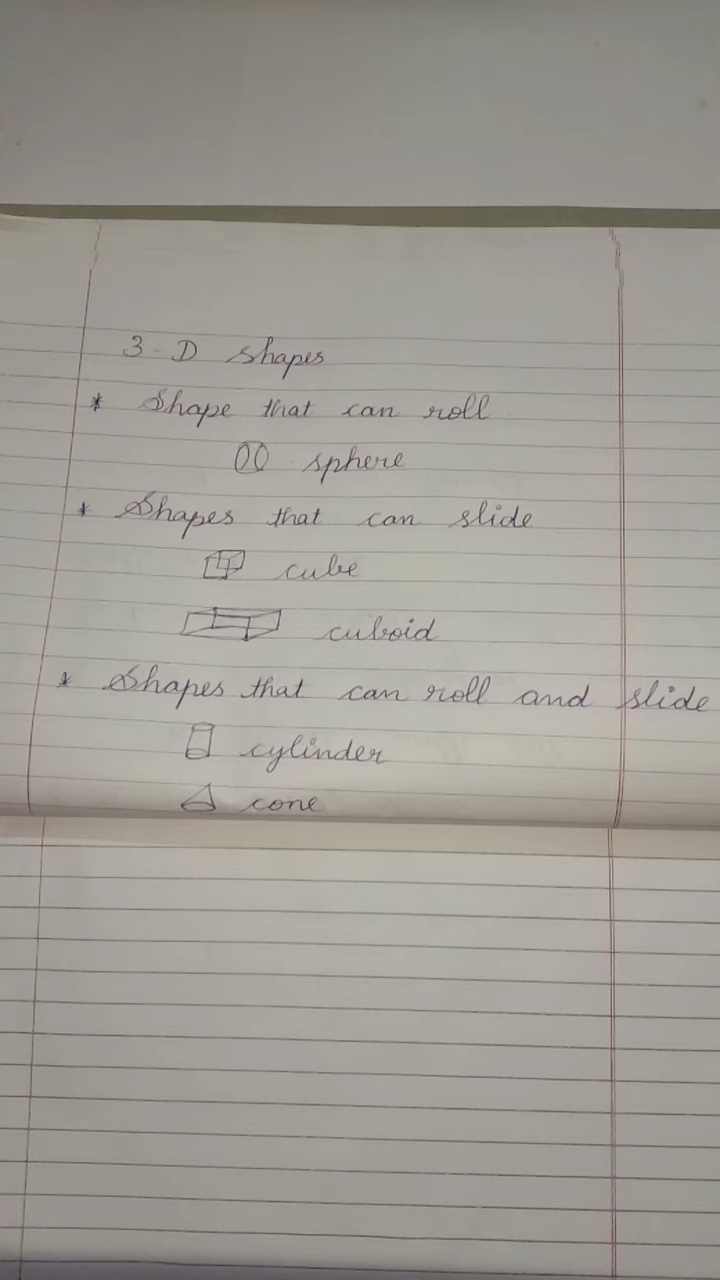 3-D shapes
* Shape that can roll
sphere
* Shapes that can slide
cube
cuboid
* Shapes that can roll and slide
cylinder
cone